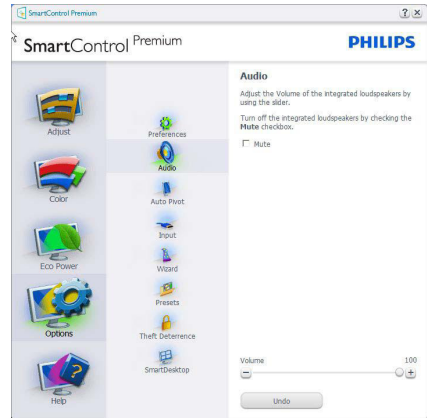 SmartControl Premium
? ×
SmartControl Premium
PHILIPS
Adjust
Color
Eco Power
Options
Help
Preferences
Audio
Auto Pivot
Input
Wizard
Presets
Theft Deterrence
SmartDesktop
Audio
Adjust the Volume of the integrated loudspeakers by
using the slider.
Turn off the integrated loudspeakers by checking the
Mute checkbox.
Mute
Volume 100
− +
Undo